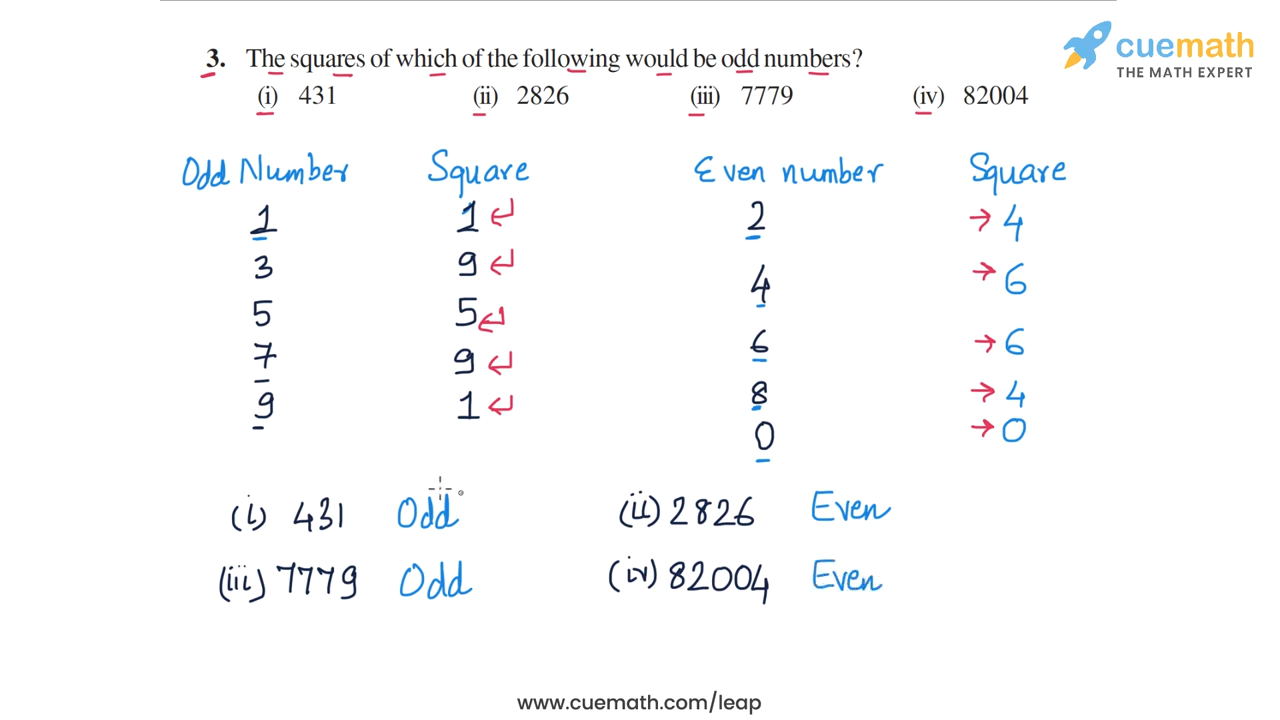 3. The squares of which of the following would be odd numbers?
cuemath
THE MATH EXPERT
(i) 431 (ii) 2826 (iii) 7779 (iv) 82004
Odd Number Square Even number Square
1 1 ↵ 2 → 4
3 9 ↵ 4 → 6
5 5 ↵ 6 → 6
7 9 ↵ 8 → 4
9 1 ↵ 0 → 0
(i) 431 Odd (ii) 2826 Even
(iii) 7779 Odd (iv) 82004 Even
www.cuemath.com/leap